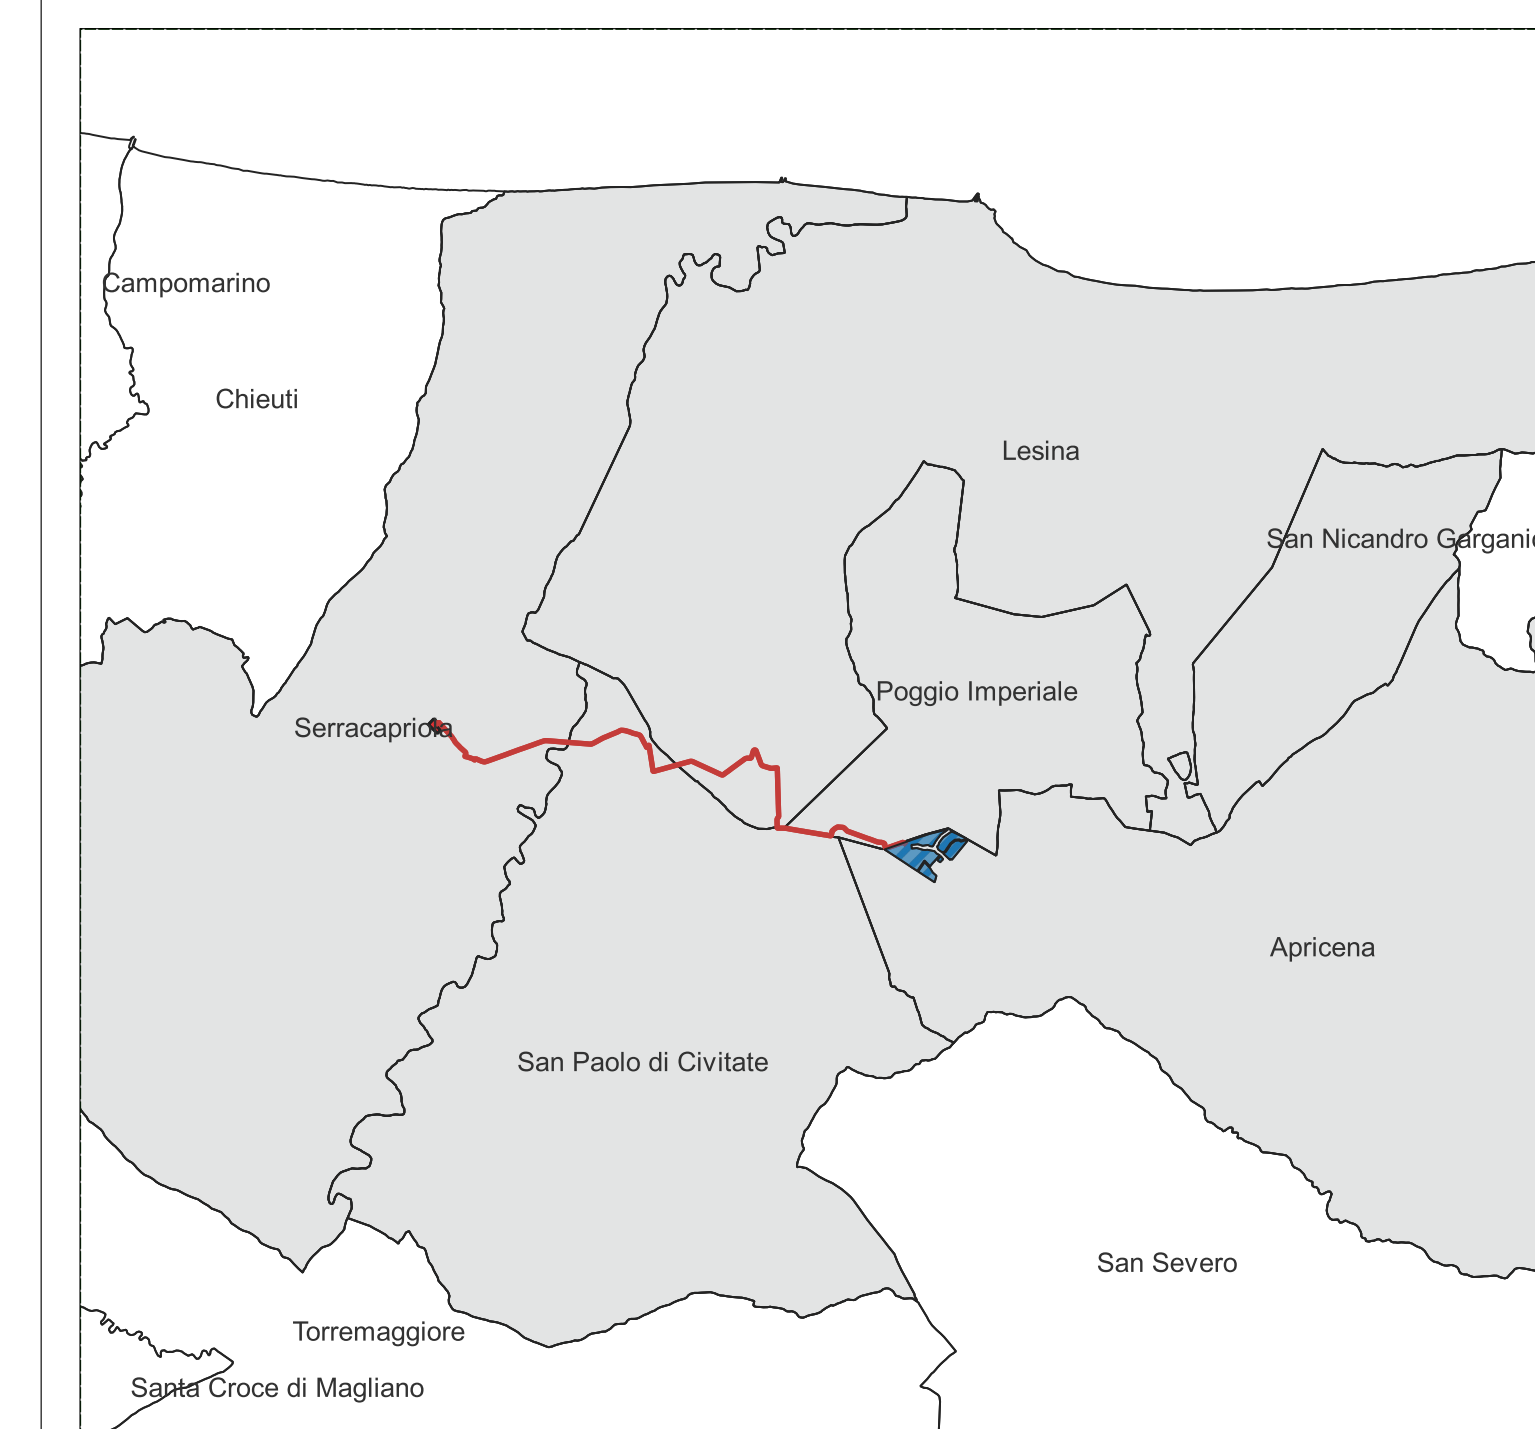 Campomarino
Chieuti
Lesina
San Nicandro Gargani
Poggio Imperiale
Serracapriola
Apricena
San Paolo di Civitate
San Severo
Torremaggiore
Santa Croce di Magliano